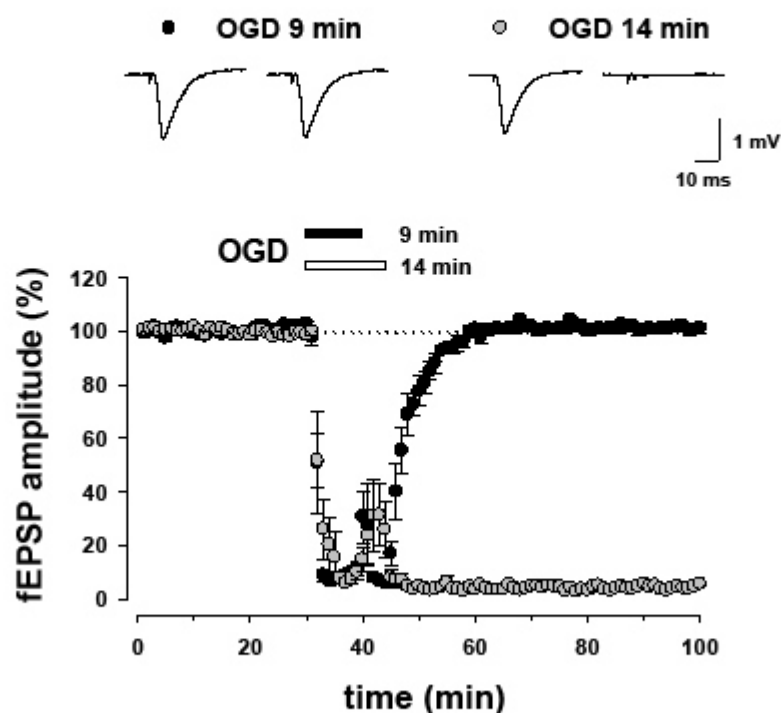 OGD 9 min OGD 14 min
1 mV
10 ms
OGD 9 min
14 min
fEPSP amplitude (%)
120
100
80
60
40
20
0
0 20 40 60 80 100
time (min)